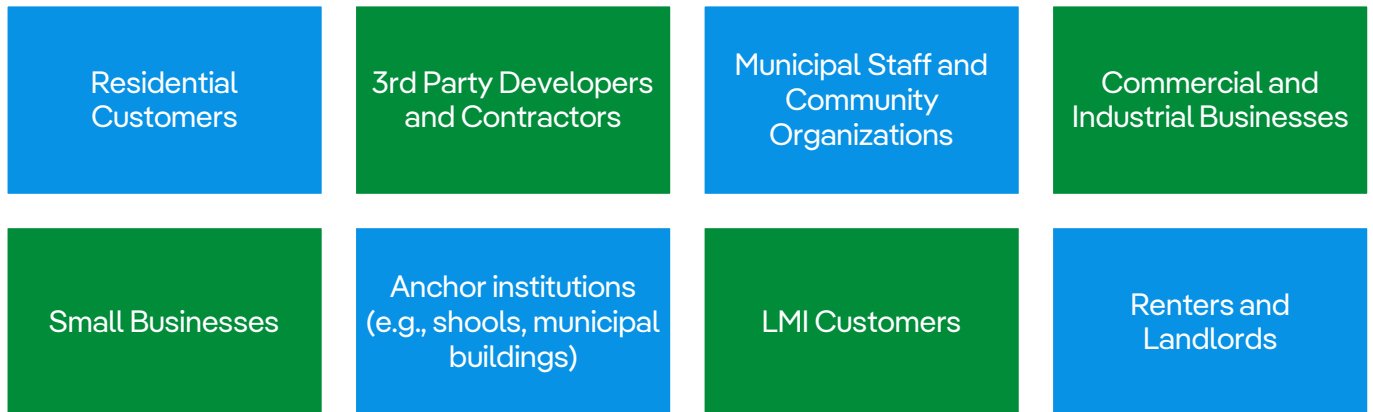 Residential
Customers
3rd Party Developers
and Contractors
Municipal Staff and
Community
Organizations
Commercial and
Industrial Businesses
Small Businesses
Anchor institutions
(e.g., shools, municipal
buildings)
LMI Customers
Renters and
Landlords